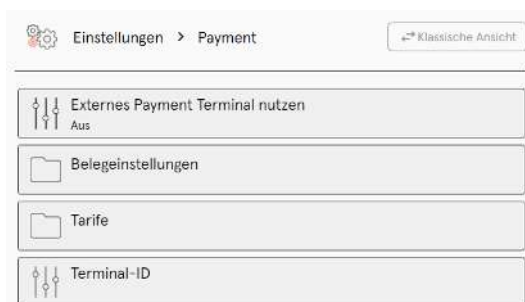 Einstellungen > Payment
Klassische Ansicht
Externes Payment Terminal nutzen
Aus
Belegeinstellungen
Tarife
Terminal-ID